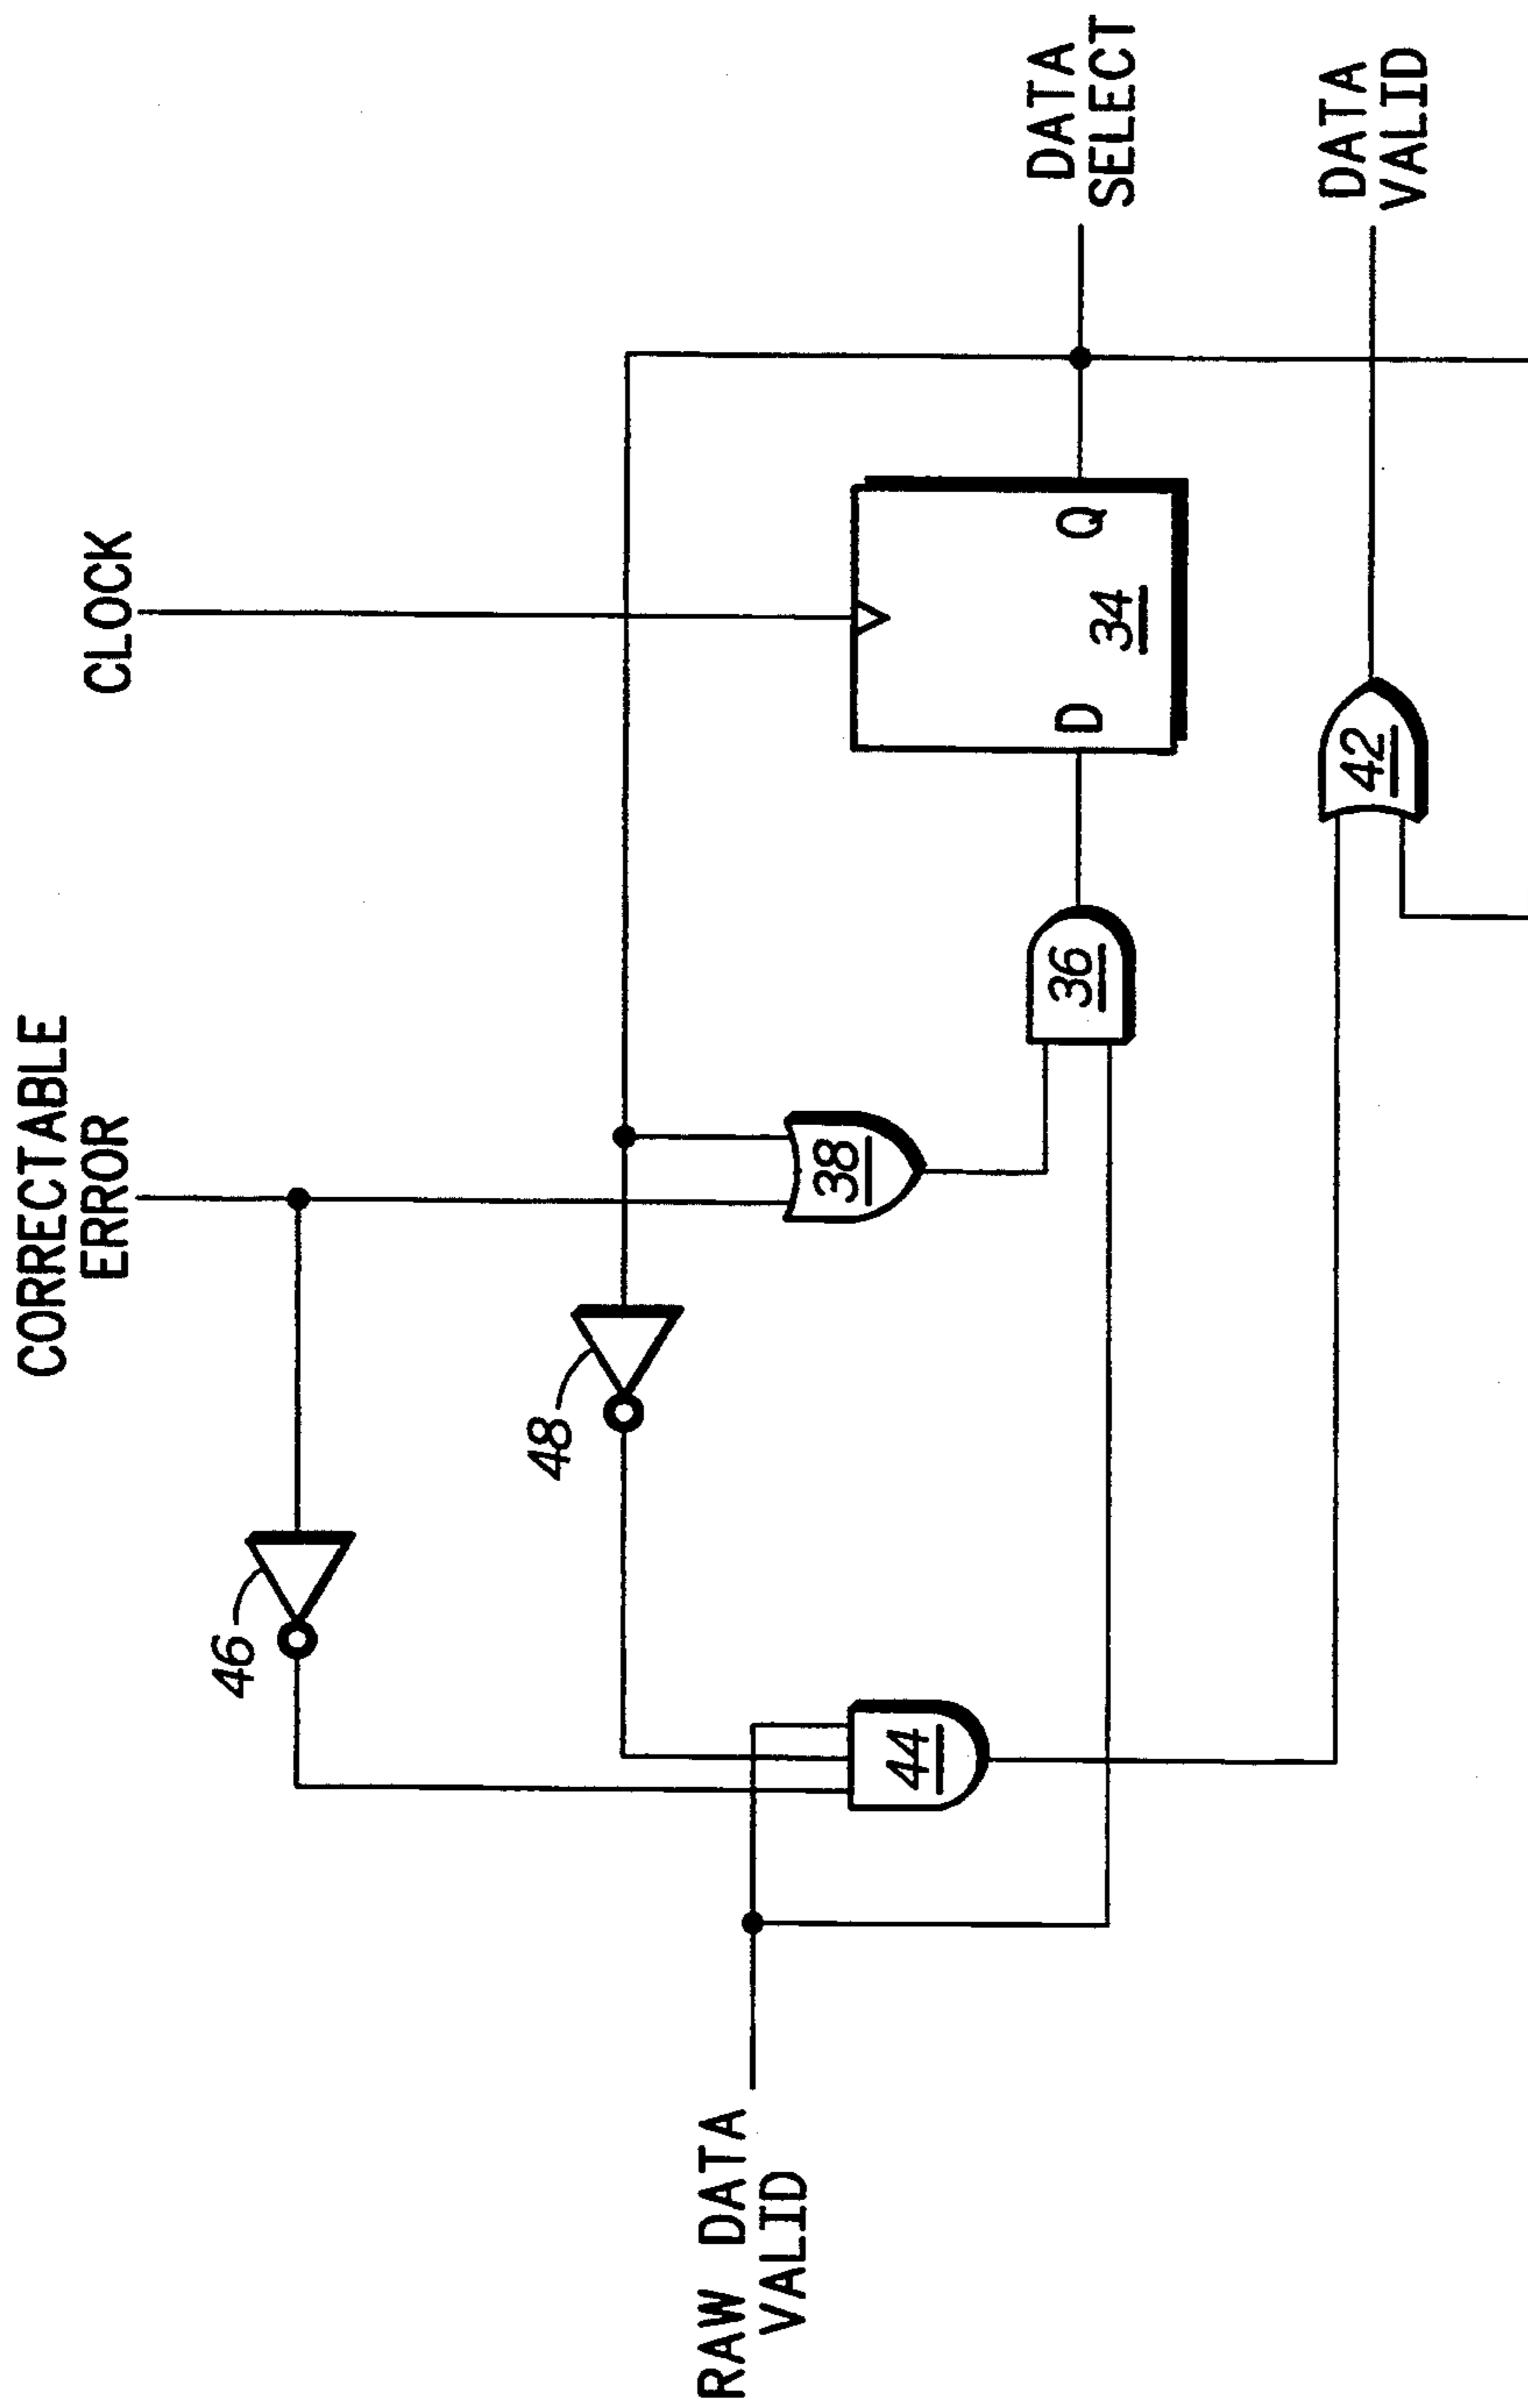 CORRECTABLE
ERROR
CLOCK
46
48
RAW DATA
VALID
44
38
36
D
34
Q
DATA
SELECT
42
DATA
VALID